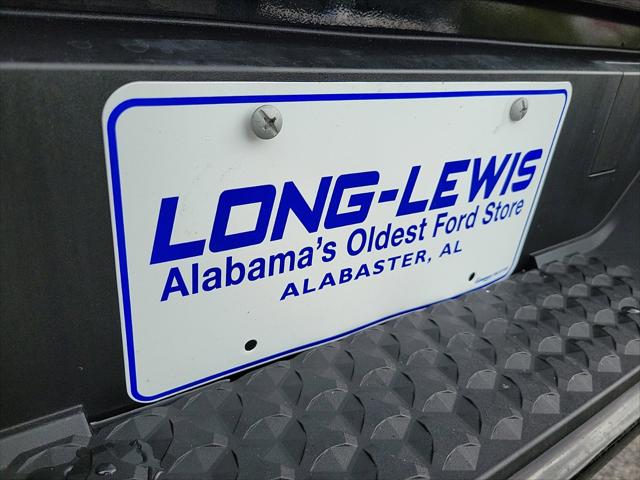 LONG-LEWIS
Alabama's Oldest Ford Store
ALABASTER, AL